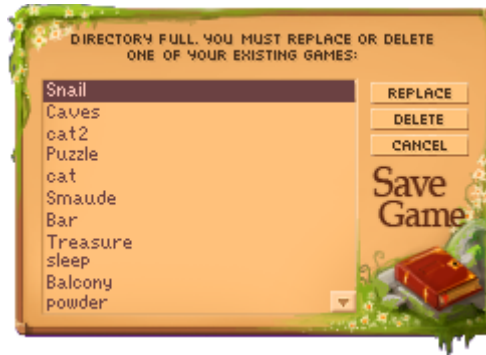 DIRECTORY FULL. YOU MUST REPLACE OR DELETE
ONE OF YOUR EXISTING GAMES:
Snail
Caves
cat2
Puzzle
cat
Smaude
Bar
Treasure
sleep
Balcony
powder
REPLACE
DELETE
CANCEL
Save
Game